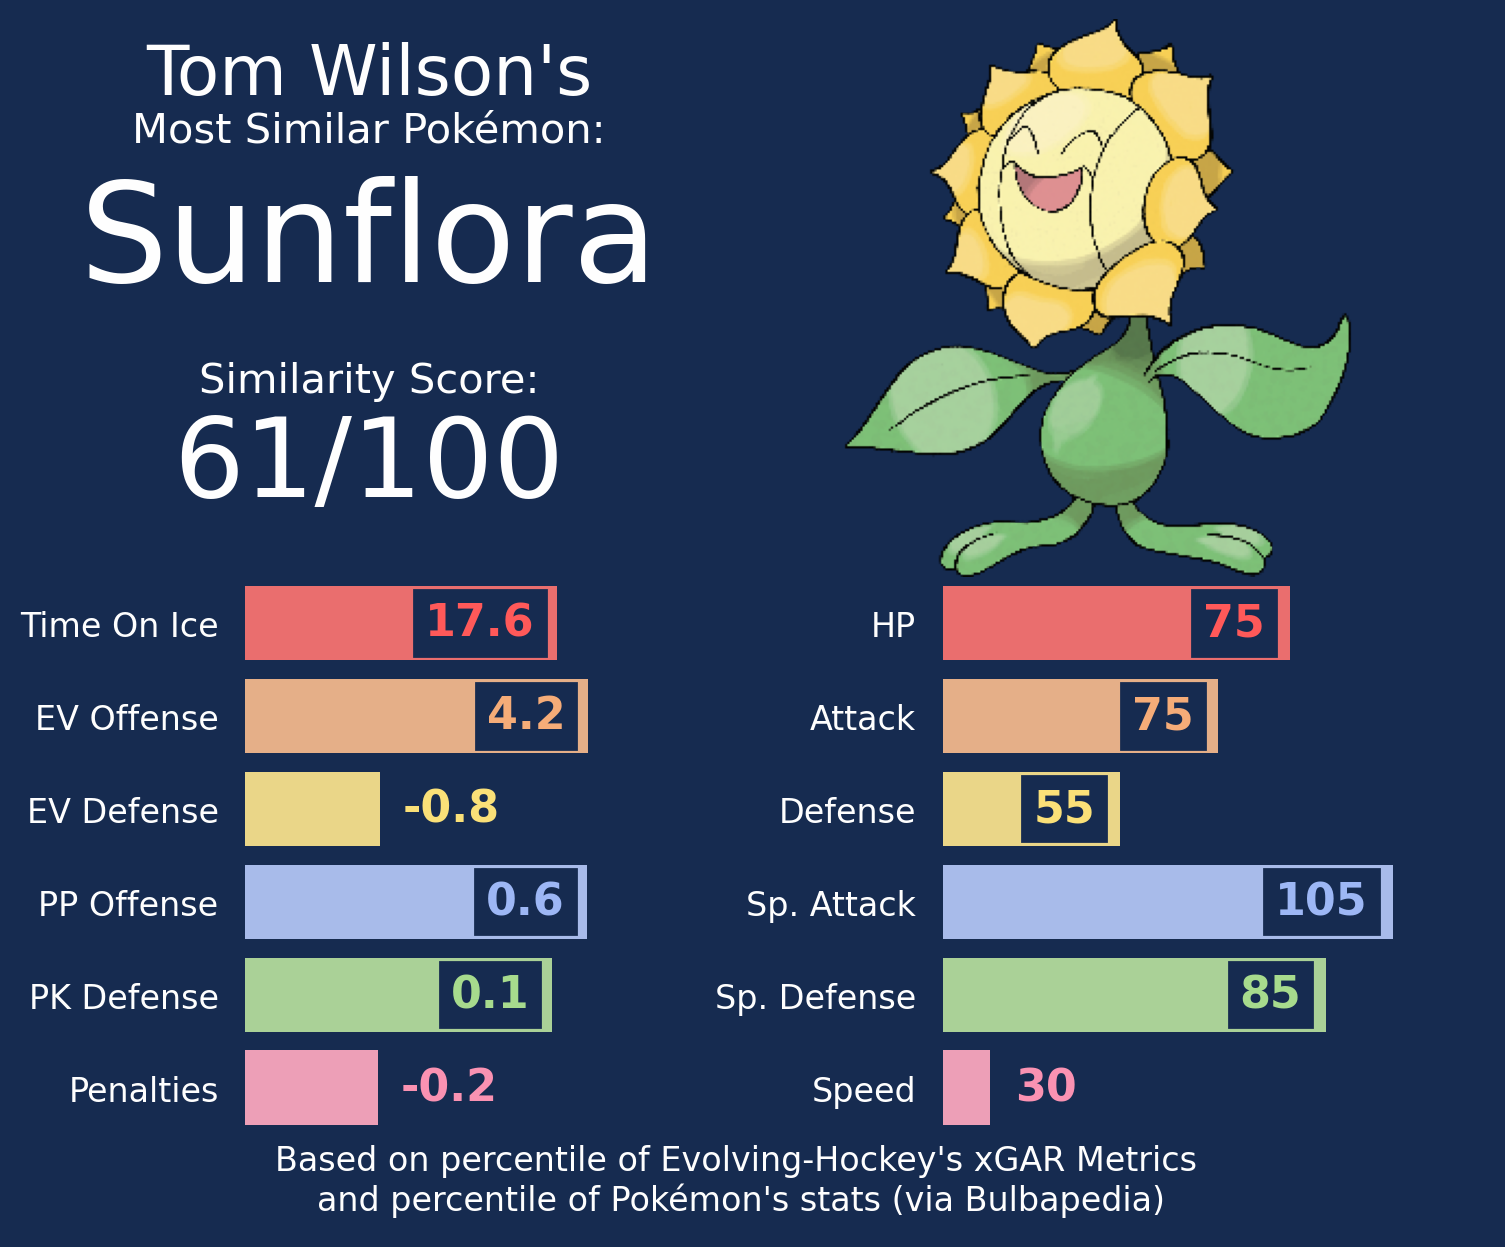 Tom Wilson's
Most Similar Pokémon:
Sunflora
Similarity Score:
61/100
Time On Ice 17.6
EV Offense 4.2
EV Defense -0.8
PP Offense 0.6
PK Defense 0.1
Penalties -0.2
HP 75
Attack 75
Defense 55
Sp. Attack 105
Sp. Defense 85
Speed 30
Based on percentile of Evolving-Hockey's xGAR Metrics
and percentile of Pokémon's stats (via Bulbapedia)